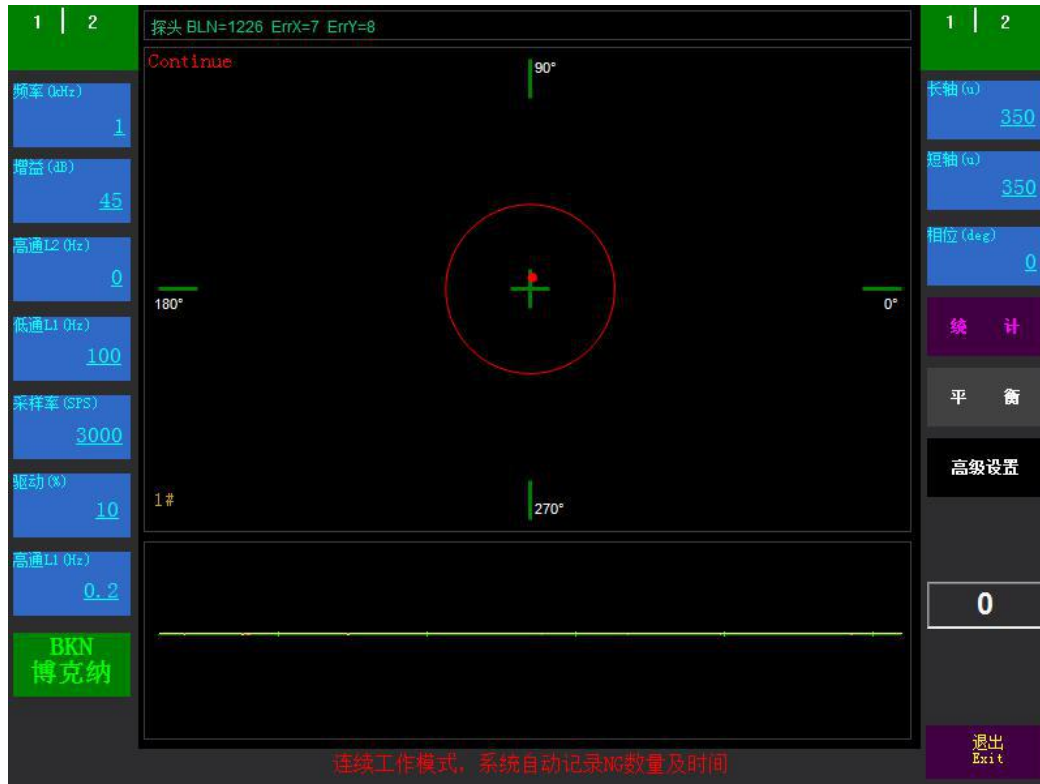 1 | 2
探头 BLN=1226 ErrX=7 ErrY=8
1 | 2
频率(kHz)
1
增益(dB)
45
高通L2(Hz)
0
低通L1(Hz)
100
采样率(SPS)
3000
驱动(%)
10
高通L1(Hz)
0.2
BKN
博克纳
Continue
90°
180°
0°
1#
270°
长轴(u)
350
短轴(u)
350
相位(deg)
0
统 计
平 衡
高级设置
0
退出
Exit
连续工作模式，系统自动记录NG数量及时间